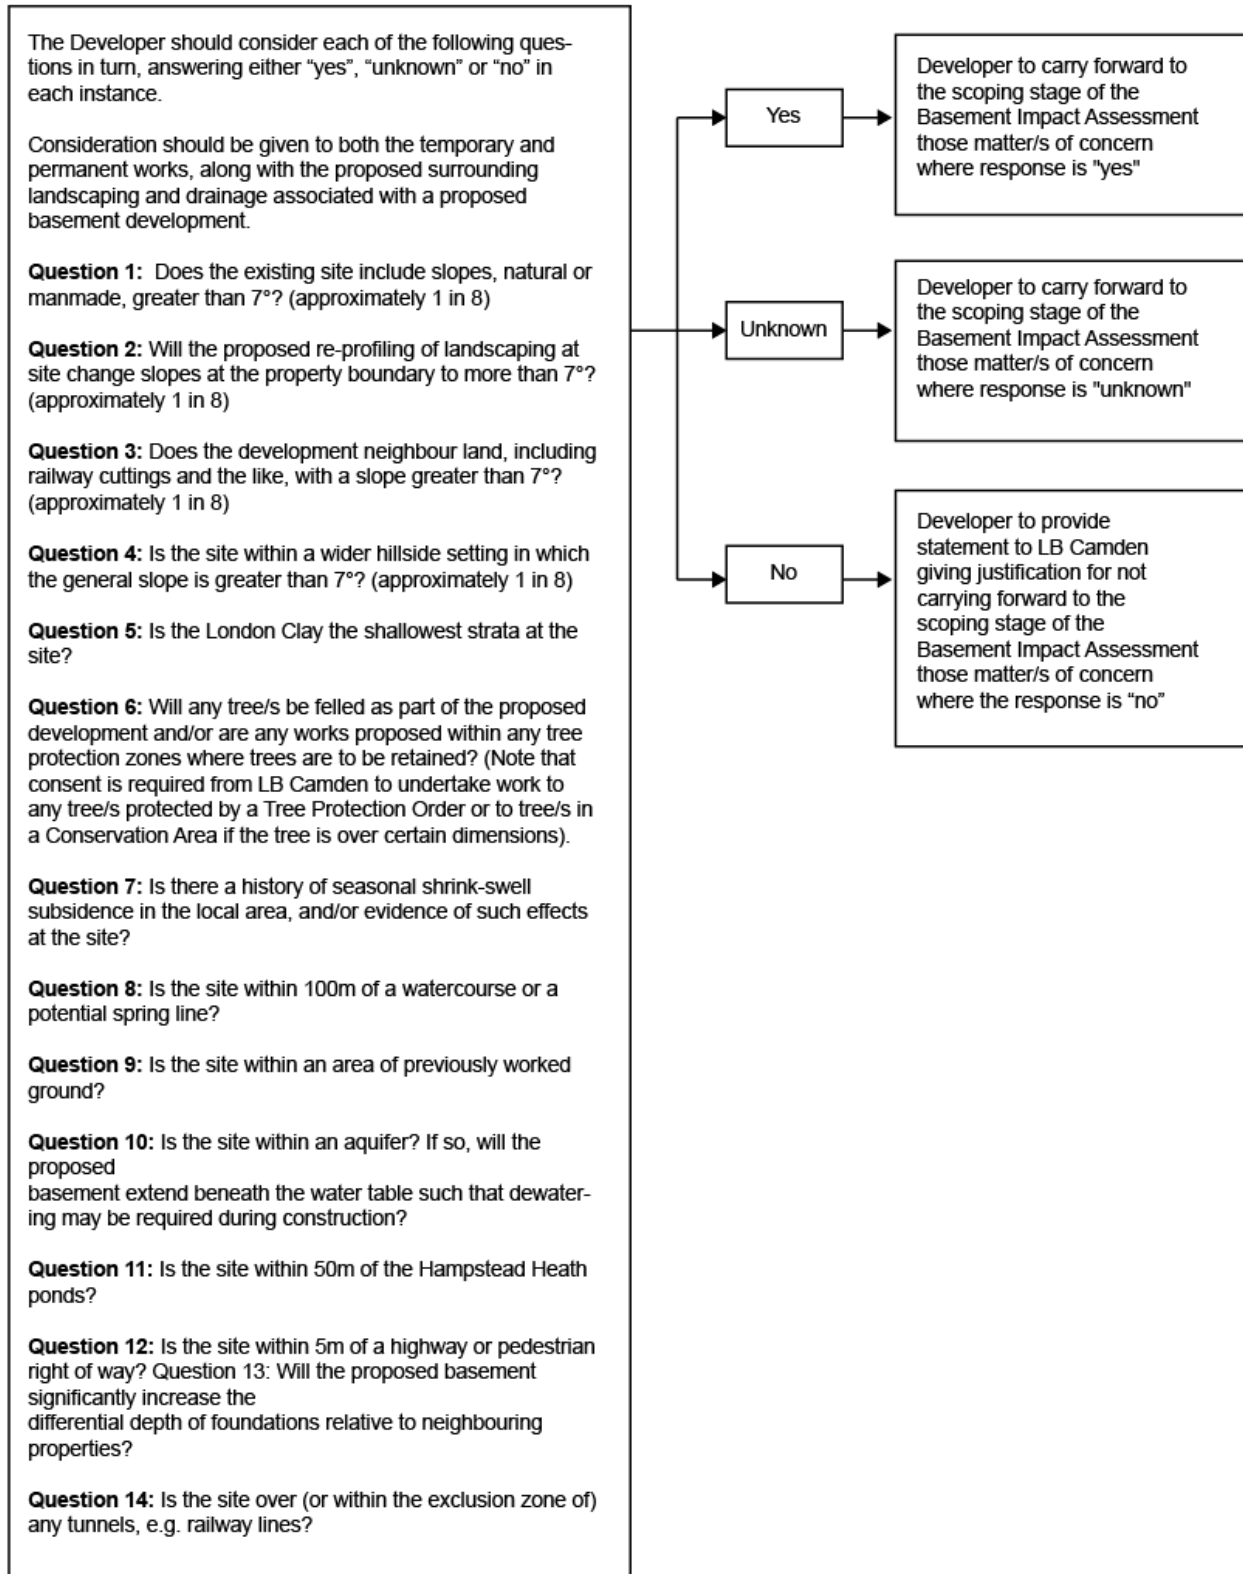 The Developer should consider each of the following ques-
tions in turn, answering either “yes”, “unknown” or “no” in
each instance.
Consideration should be given to both the temporary and
permanent works, along with the proposed surrounding
landscaping and drainage associated with a proposed
basement development.
Question 1:  Does the existing site include slopes, natural or
manmade, greater than 7°? (approximately 1 in 8)
Question 2: Will the proposed re-profiling of landscaping at
site change slopes at the property boundary to more than 7°?
(approximately 1 in 8)
Question 3: Does the development neighbour land, including
railway cuttings and the like, with a slope greater than 7°?
(approximately 1 in 8)
Question 4: Is the site within a wider hillside setting in which
the general slope is greater than 7°? (approximately 1 in 8)
Question 5: Is the London Clay the shallowest strata at the
site?
Question 6: Will any tree/s be felled as part of the proposed
development and/or are any works proposed within any tree
protection zones where trees are to be retained? (Note that
consent is required from LB Camden to undertake work to
any tree/s protected by a Tree Protection Order or to tree/s in
a Conservation Area if the tree is over certain dimensions).
Question 7: Is there a history of seasonal shrink-swell
subsidence in the local area, and/or evidence of such effects
at the site?
Question 8: Is the site within 100m of a watercourse or a
potential spring line?
Question 9: Is the site within an area of previously worked
ground?
Question 10: Is the site within an aquifer? If so, will the
proposed
basement extend beneath the water table such that dewater-
ing may be required during construction?
Question 11: Is the site within 50m of the Hampstead Heath
ponds?
Question 12: Is the site within 5m of a highway or pedestrian
right of way? Question 13: Will the proposed basement
significantly increase the
differential depth of foundations relative to neighbouring
properties?
Question 14: Is the site over (or within the exclusion zone of)
any tunnels, e.g. railway lines?
Yes
Developer to carry forward to
the scoping stage of the
Basement Impact Assessment
those matter/s of concern
where response is "yes"
Unknown
Developer to carry forward to
the scoping stage of the
Basement Impact Assessment
those matter/s of concern
where response is "unknown"
No
Developer to provide
statement to LB Camden
giving justification for not
carrying forward to the
scoping stage of the
Basement Impact Assessment
those matter/s of concern
where the response is “no”